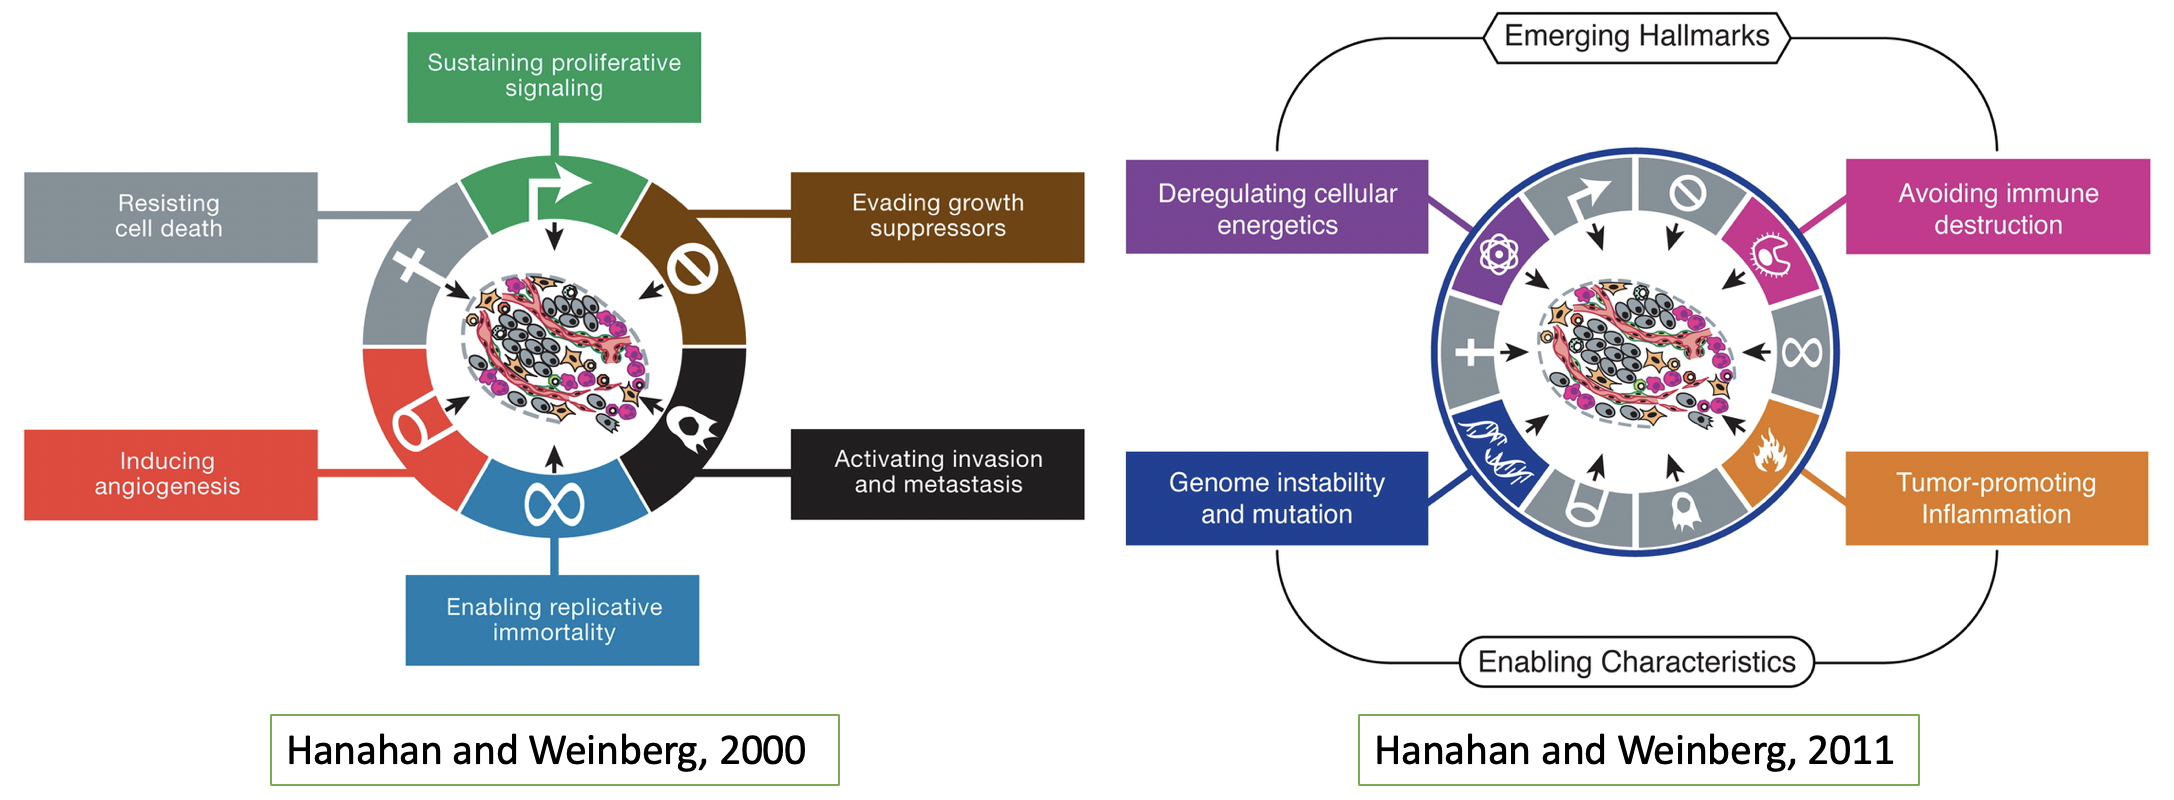 Sustaining proliferative
signaling
Resisting
cell death
Evading growth
suppressors
Inducing
angiogenesis
Activating invasion
and metastasis
Enabling replicative
immortality
Hanahan and Weinberg, 2000
Emerging Hallmarks
Deregulating cellular
energetics
Avoiding immune
destruction
Genome instability
and mutation
Tumor-promoting
Inflammation
Enabling Characteristics
Hanahan and Weinberg, 2011